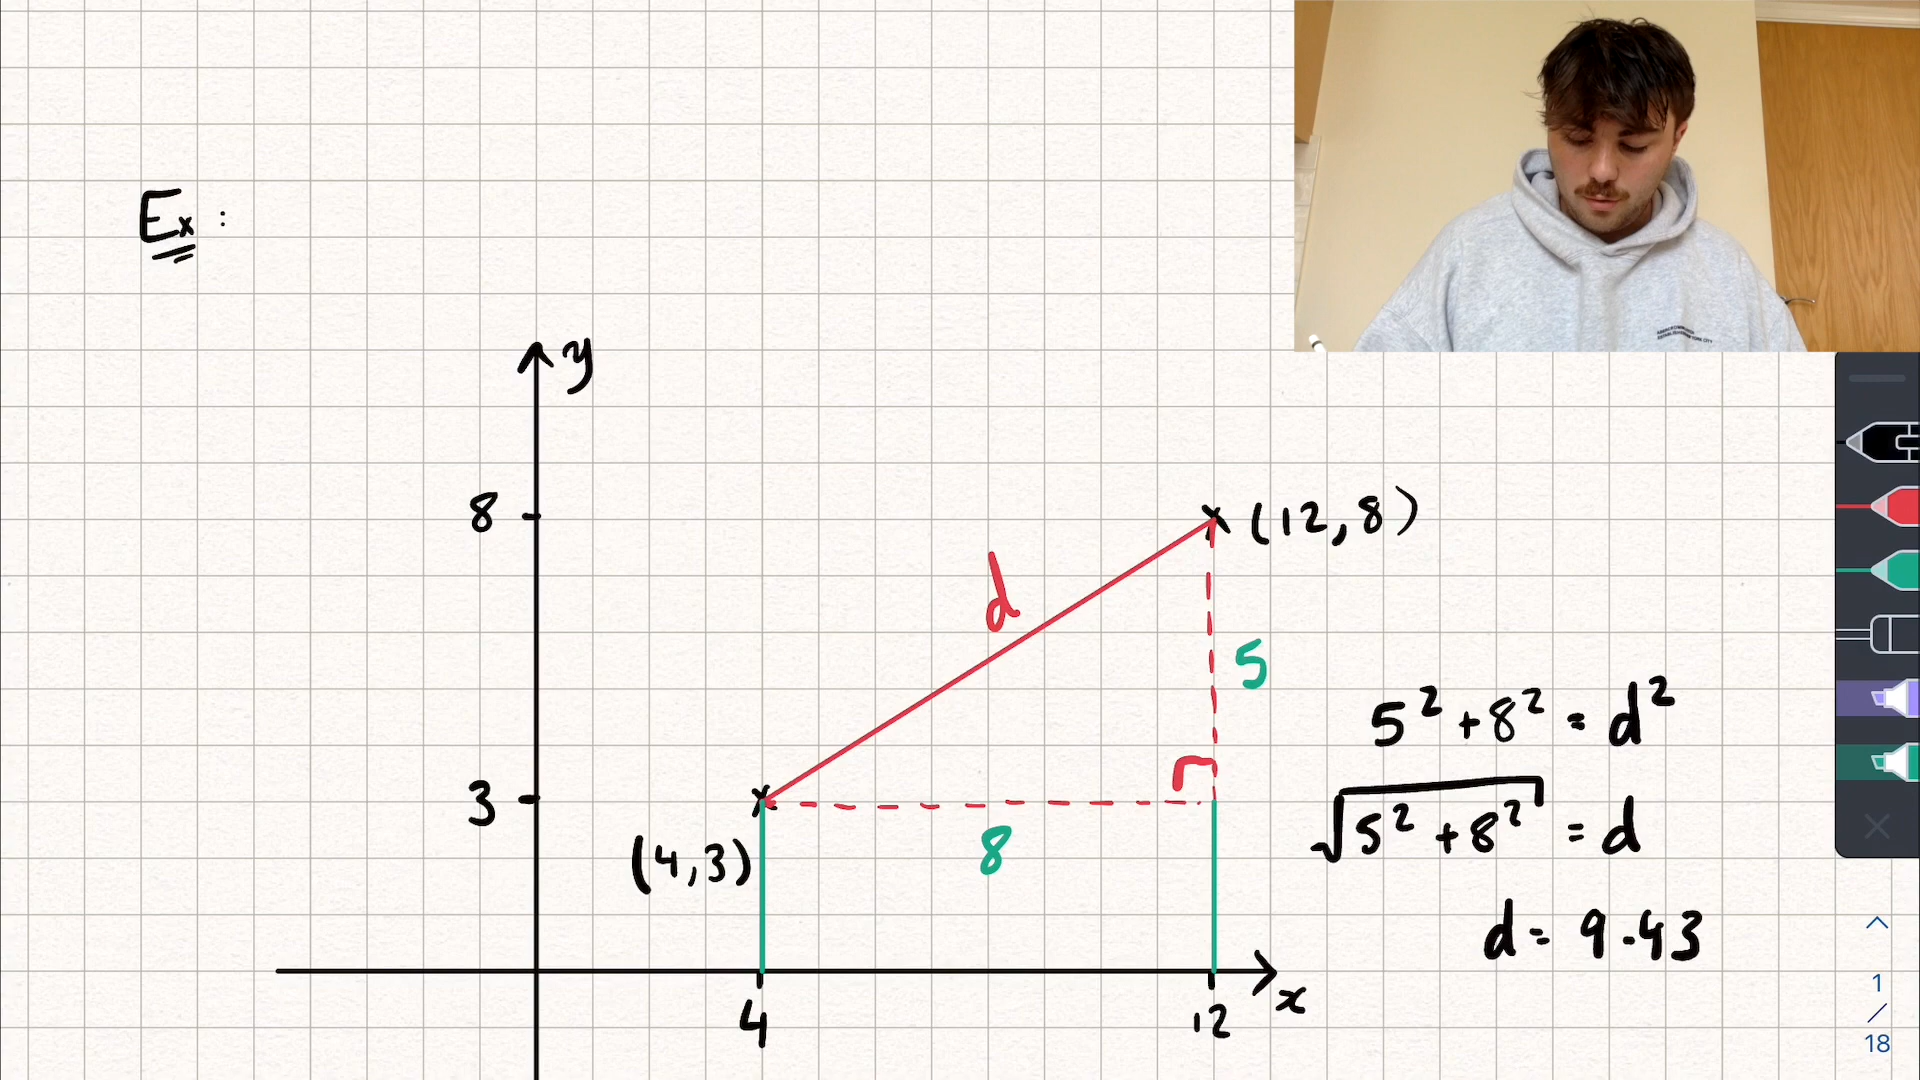 Ex :
y
8
(12,8)
d
5
5² + 8² = d²
3
8
√5² + 8² = d
(4,3)
d = 9.43
x
4
12
1
/
18